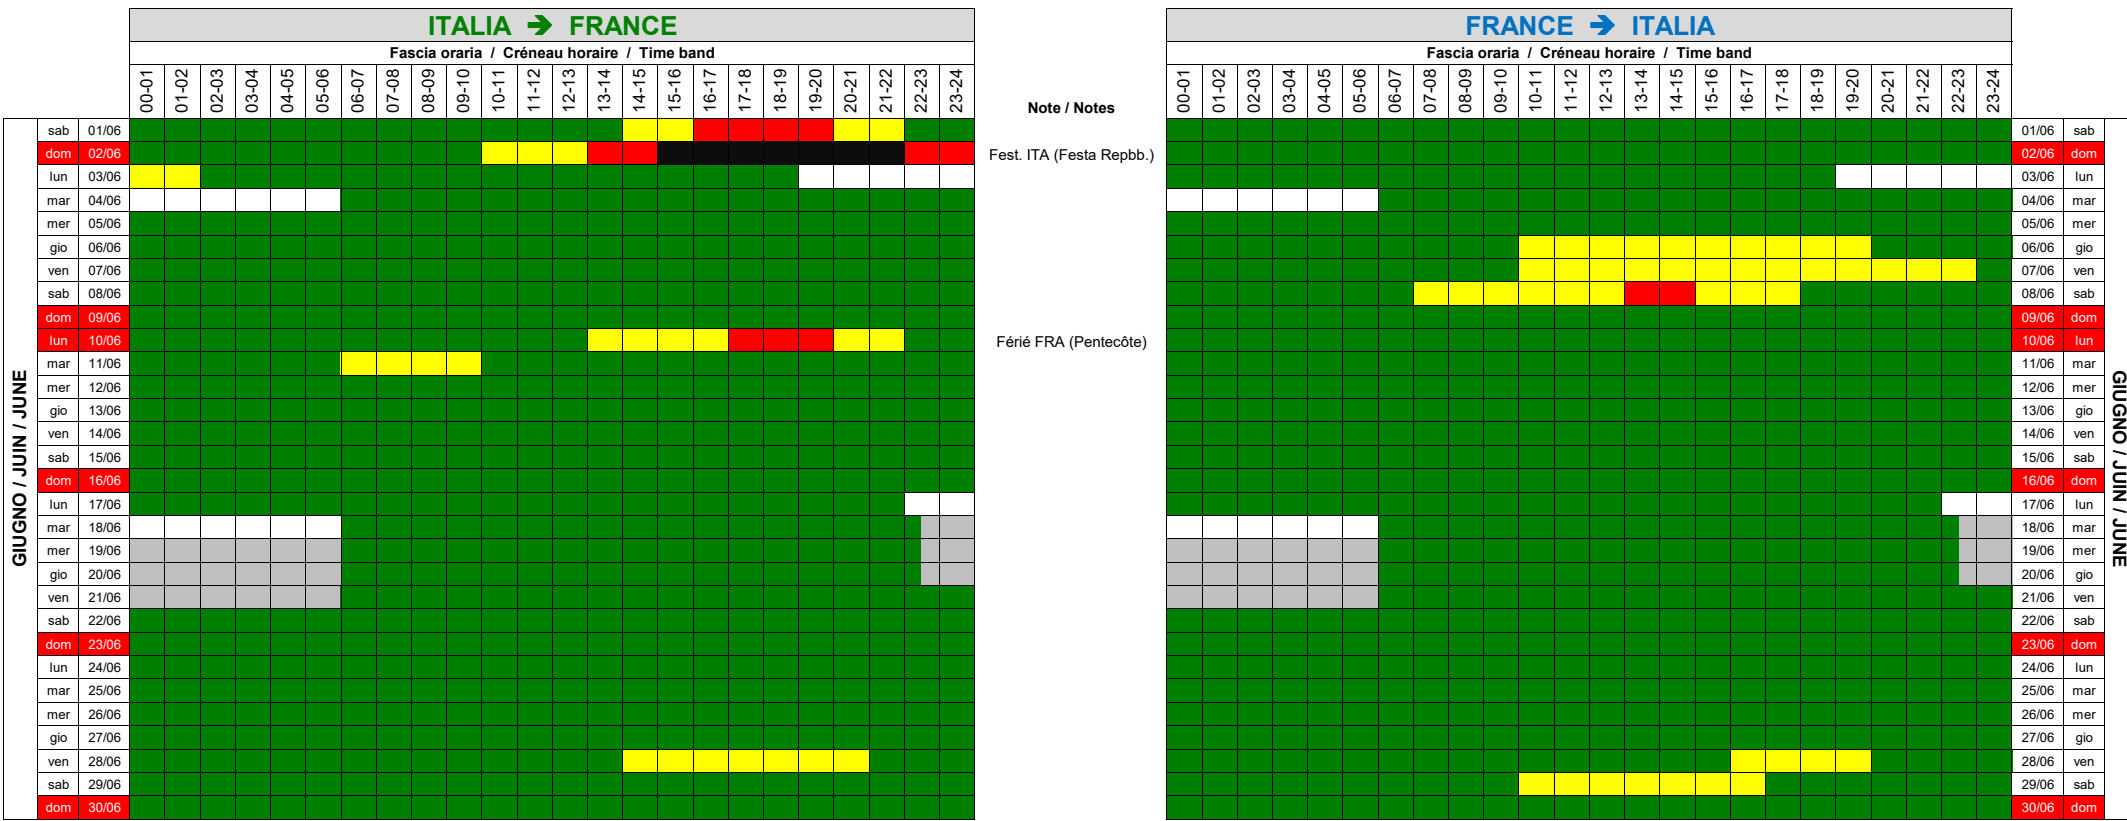 ITALIA ➔ FRANCE
Fascia oraria / Créneau horaire / Time band
00-01 01-02 02-03 03-04 04-05 05-06 06-07 07-08 08-09 09-10 10-11 11-12 12-13 13-14 14-15 15-16 16-17 17-18 18-19 19-20 20-21 21-22 22-23 23-24
GIUGNO / JUIN / JUNE
sab 01/06
dom 02/06
lun 03/06
mar 04/06
mer 05/06
gio 06/06
ven 07/06
sab 08/06
dom 09/06
lun 10/06
mar 11/06
mer 12/06
gio 13/06
ven 14/06
sab 15/06
dom 16/06
lun 17/06
mar 18/06
mer 19/06
gio 20/06
ven 21/06
sab 22/06
dom 23/06
lun 24/06
mar 25/06
mer 26/06
gio 27/06
ven 28/06
sab 29/06
dom 30/06
Note / Notes
Fest. ITA (Festa Repbb.)
Férié FRA (Pentecôte)
FRANCE ➔ ITALIA
Fascia oraria / Créneau horaire / Time band
00-01 01-02 02-03 03-04 04-05 05-06 06-07 07-08 08-09 09-10 10-11 11-12 12-13 13-14 14-15 15-16 16-17 17-18 18-19 19-20 20-21 21-22 22-23 23-24
01/06 sab
02/06 dom
03/06 lun
04/06 mar
05/06 mer
06/06 gio
07/06 ven
08/06 sab
09/06 dom
10/06 lun
11/06 mar
12/06 mer
13/06 gio
14/06 ven
15/06 sab
16/06 dom
17/06 lun
18/06 mar
19/06 mer
20/06 gio
21/06 ven
22/06 sab
23/06 dom
24/06 lun
25/06 mar
26/06 mer
27/06 gio
28/06 ven
29/06 sab
30/06 dom
GIUGNO / JUIN / JUNE